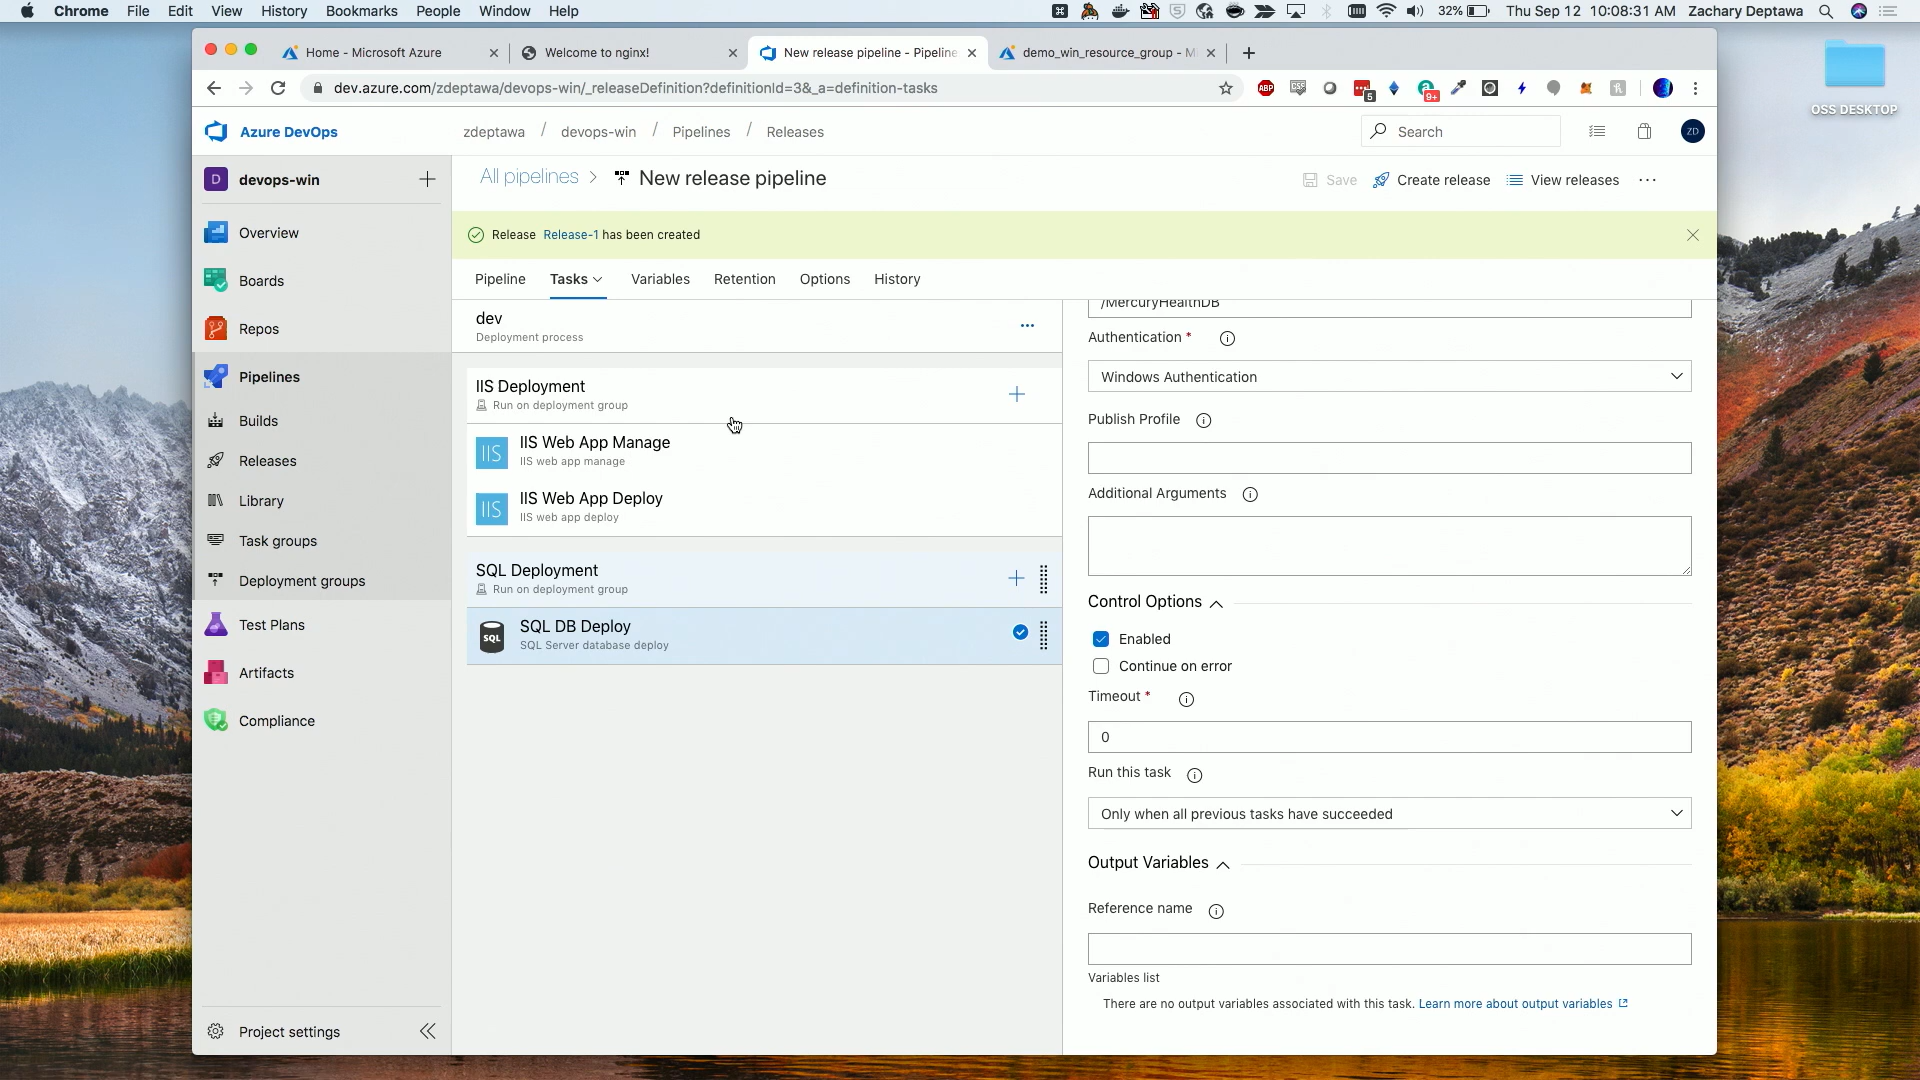 Chrome File Edit View History Bookmarks People Window Help
32% Thu Sep 12 10:08:31 AM Zachary Deptawa
OSS DESKTOP
Home - Microsoft Azure
Welcome to nginx!
New release pipeline - Pipeline
demo_win_resource_group - Mi
dev.azure.com/zdeptawa/devops-win/_releaseDefinition?definitionId=3&_a=definition-tasks
ABP
CSS
5
9+
Azure DevOps
zdeptawa / devops-win / Pipelines / Releases
Search
ZD
D devops-win
Overview
Boards
Repos
Pipelines
Builds
Releases
Library
Task groups
Deployment groups
Test Plans
Artifacts
Compliance
Project settings
All pipelines > New release pipeline
Save Create release View releases ...
Release Release-1 has been created
Pipeline Tasks Variables Retention Options History
dev
Deployment process
IIS Deployment
Run on deployment group
IIS
IIS Web App Manage
IIS web app manage
IIS
IIS Web App Deploy
IIS web app deploy
SQL Deployment
Run on deployment group
SQL
SQL DB Deploy
SQL Server database deploy
/MercuryHealthDB
Authentication *
Windows Authentication
Publish Profile
Additional Arguments
Control Options
Enabled
Continue on error
Timeout *
0
Run this task
Only when all previous tasks have succeeded
Output Variables
Reference name
Variables list
There are no output variables associated with this task. Learn more about output variables